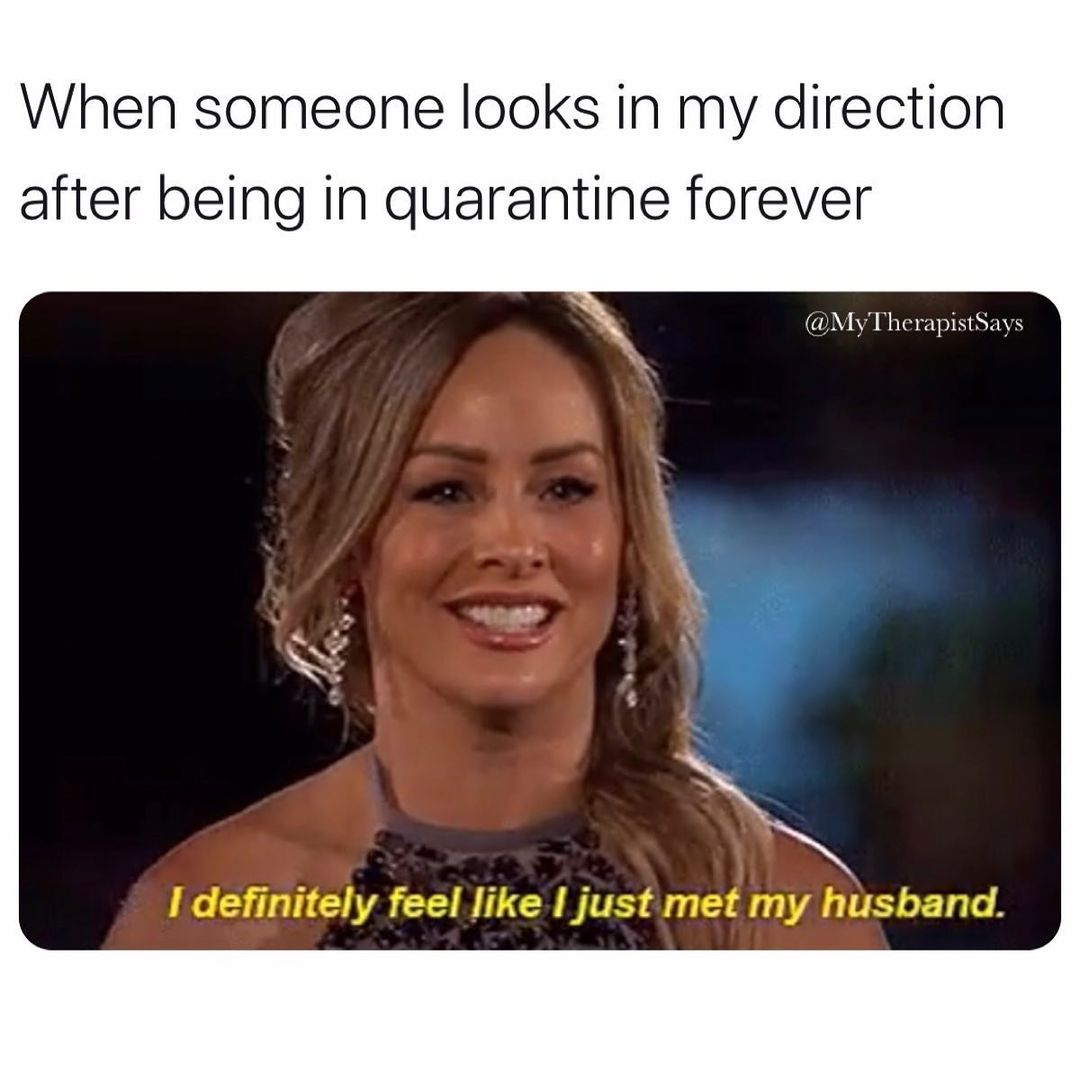 When someone looks in my direction
after being in quarantine forever
@MyTherapistSays
I definitely feel like I just met my husband.